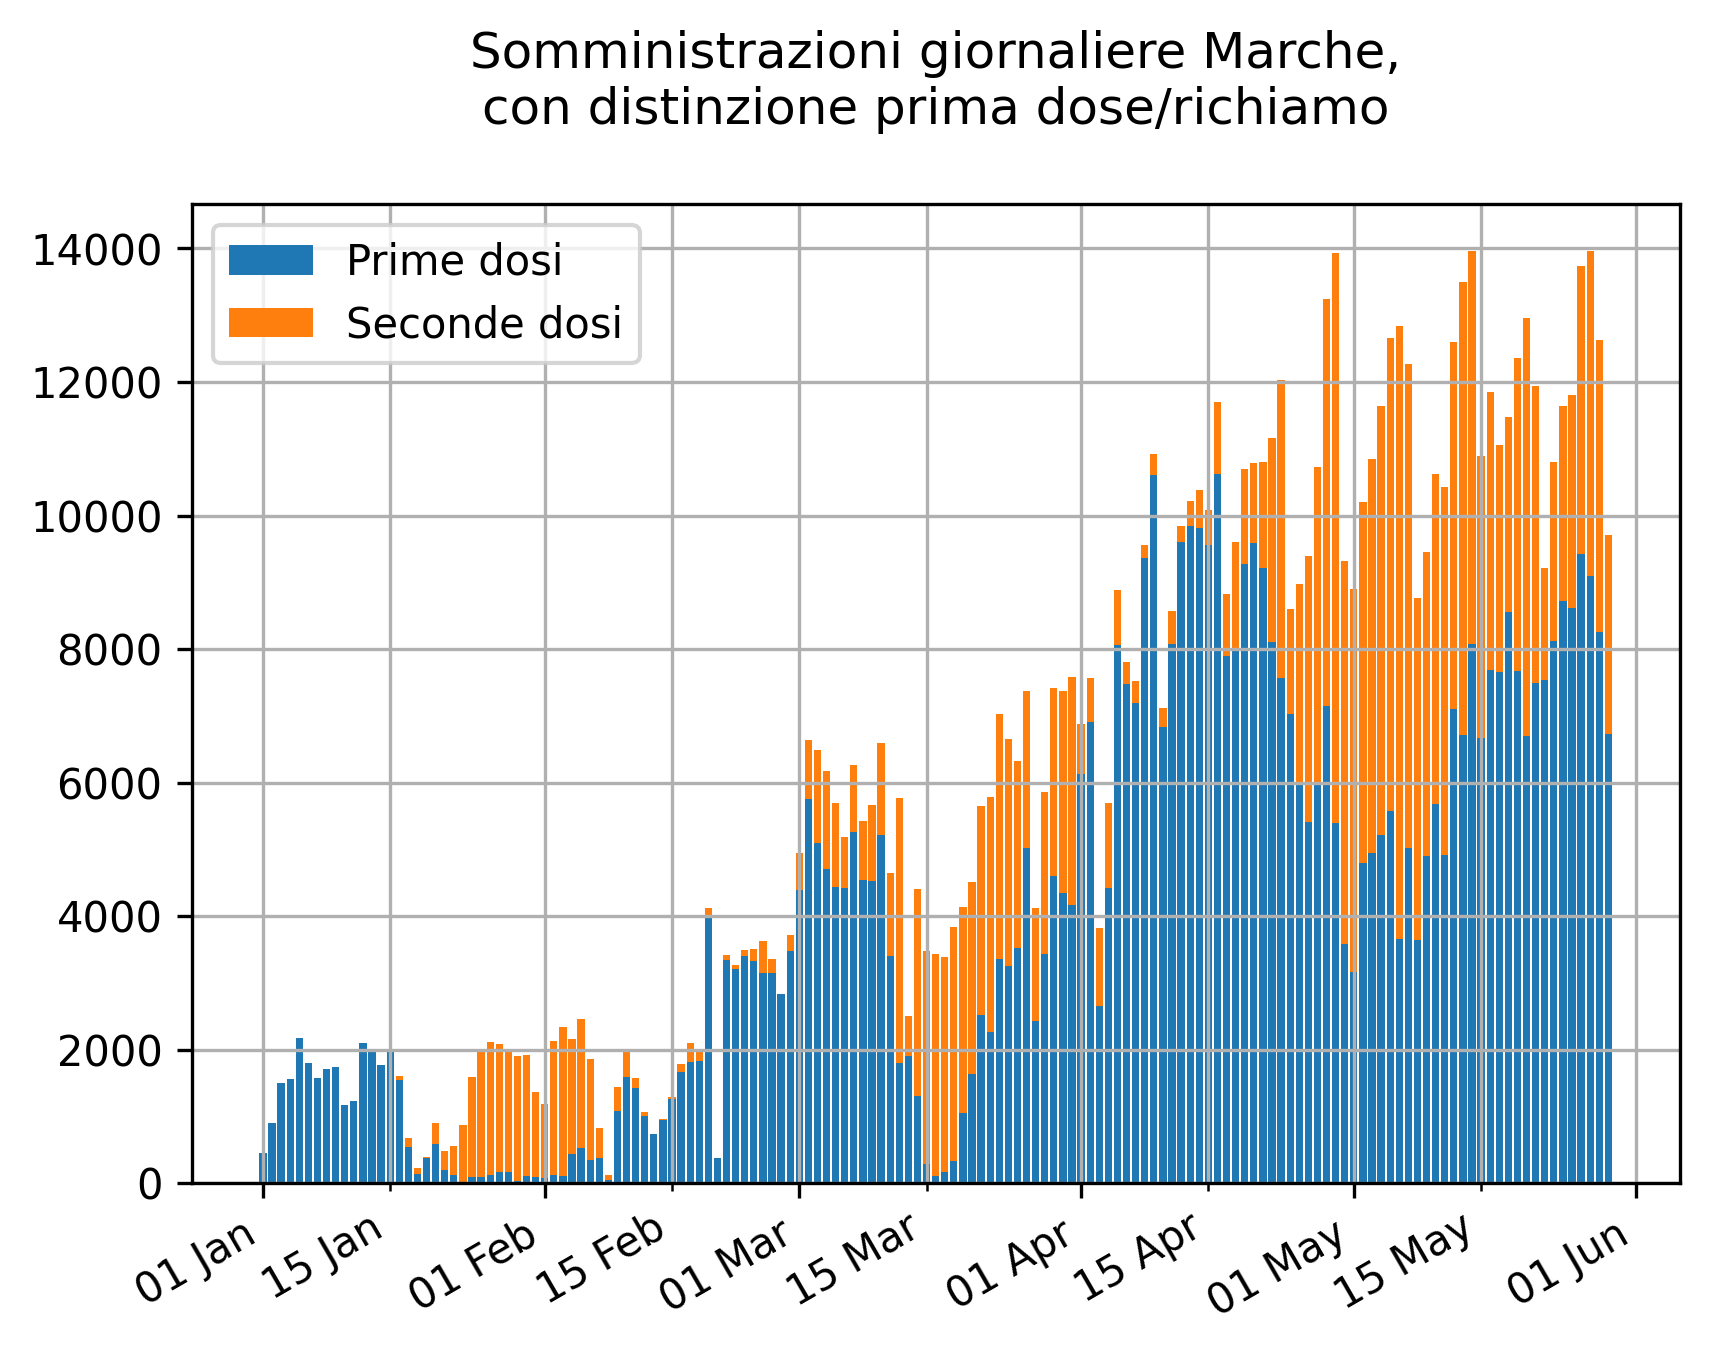 Somministrazioni giornaliere Marche,
con distinzione prima dose/richiamo
Prime dosi
Seconde dosi
14000
12000
10000
8000
6000
4000
2000
0
01 Jan
15 Jan
01 Feb
15 Feb
01 Mar
15 Mar
01 Apr
15 Apr
01 May
15 May
01 Jun